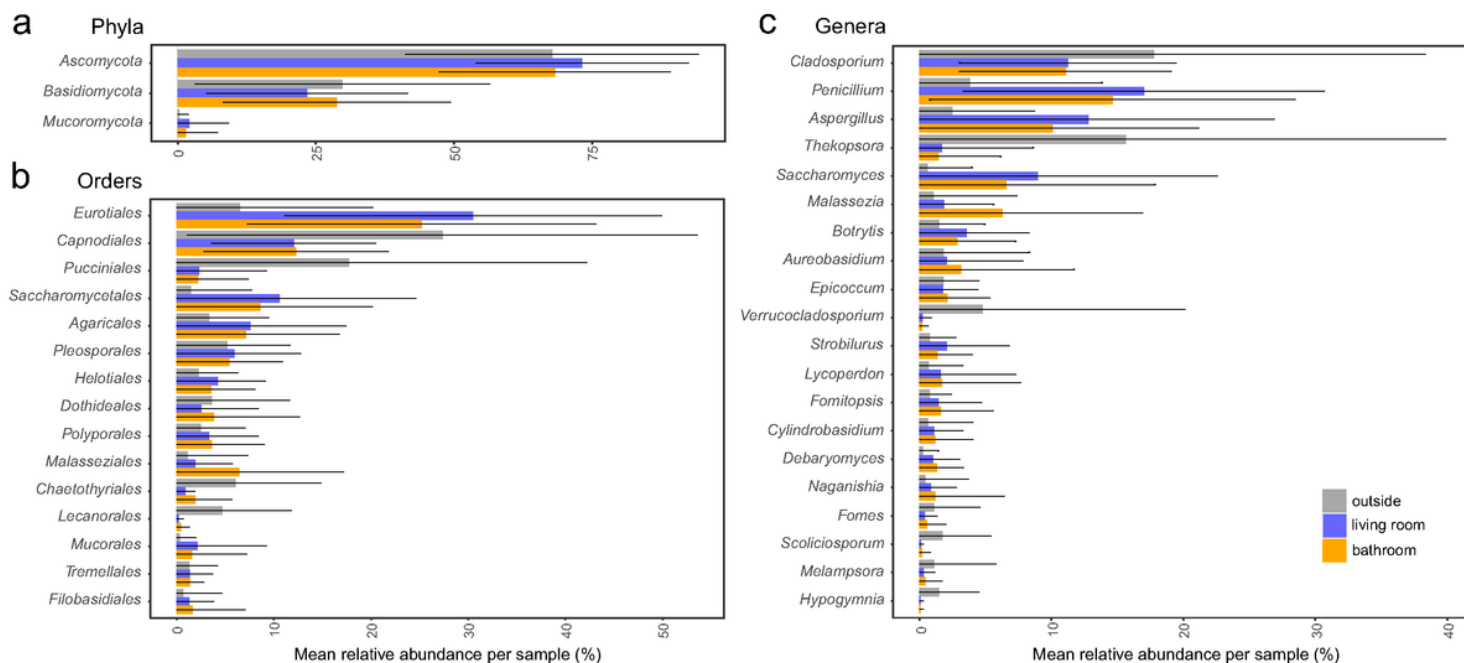 a Phyla
Ascomycota
Basidiomycota
Mucoromycota
0 25 50 75
b Orders
Eurotiales
Capnodiales
Pucciniales
Saccharomycetales
Agaricales
Pleosporales
Helotiales
Dothideales
Polyporales
Malasseziales
Chaetothyriales
Lecanorales
Mucorales
Tremellales
Filobasidiales
0 10 20 30 40 50
Mean relative abundance per sample (%)
c Genera
Cladosporium
Penicillium
Aspergillus
Thekopsora
Saccharomyces
Malassezia
Botrytis
Aureobasidium
Epicoccum
Verrucocladosporium
Strobilurus
Lycoperdon
Fomitopsis
Cylindrobasidium
Debaryomyces
Naganishia
Fomes
Scoliciosporum
Melampsora
Hypogymnia
outside
living room
bathroom
0 10 20 30 40
Mean relative abundance per sample (%)